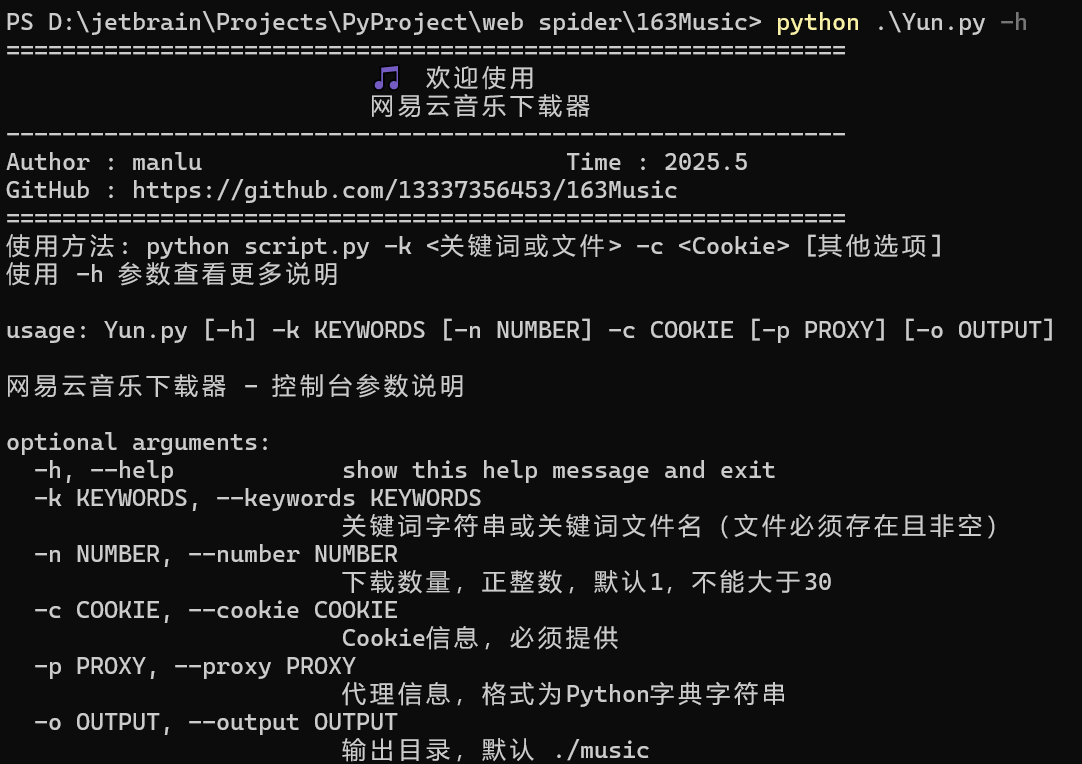 PS D:\jetbrain\Projects\PyProject\web spider\163Music> python .\Yun.py -h
============================================================
🎵 欢迎使用
网易云音乐下载器
------------------------------------------------------------
Author : manlu                          Time : 2025.5
GitHub : https://github.com/13337356453/163Music
============================================================
使用方法: python script.py -k <关键词或文件> -c <Cookie> [其他选项]
使用 -h 参数查看更多说明
usage: Yun.py [-h] -k KEYWORDS [-n NUMBER] -c COOKIE [-p PROXY] [-o OUTPUT]
网易云音乐下载器 - 控制台参数说明
optional arguments:
-h, --help            show this help message and exit
-k KEYWORDS, --keywords KEYWORDS
关键词字符串或关键词文件名（文件必须存在且非空）
-n NUMBER, --number NUMBER
下载数量，正整数，默认1，不能大于30
-c COOKIE, --cookie COOKIE
Cookie信息，必须提供
-p PROXY, --proxy PROXY
代理信息，格式为Python字典字符串
-o OUTPUT, --output OUTPUT
输出目录，默认 ./music